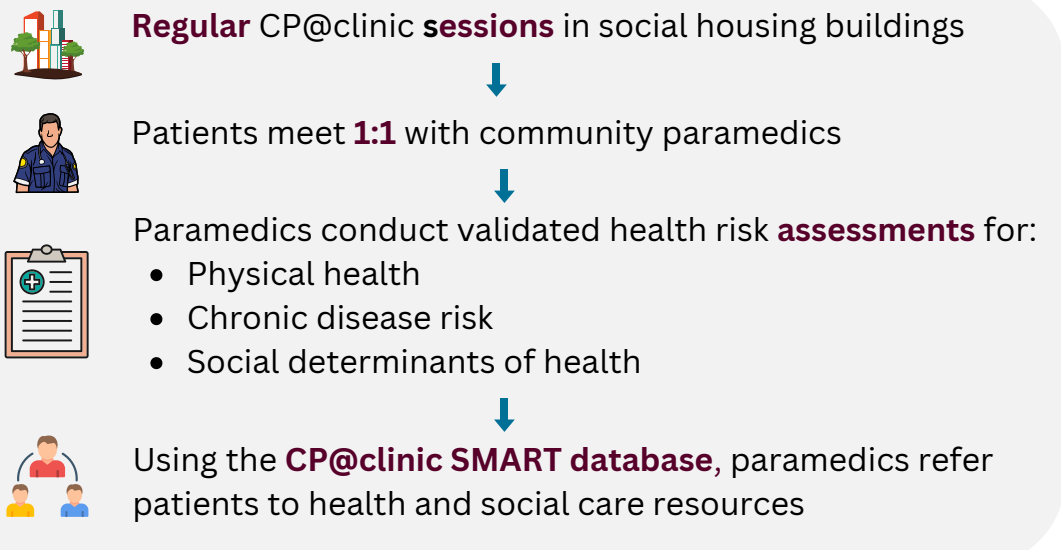 Regular CP@clinic sessions in social housing buildings
Patients meet 1:1 with community paramedics
Paramedics conduct validated health risk assessments for:
• Physical health
• Chronic disease risk
• Social determinants of health
Using the CP@clinic SMART database, paramedics refer
patients to health and social care resources